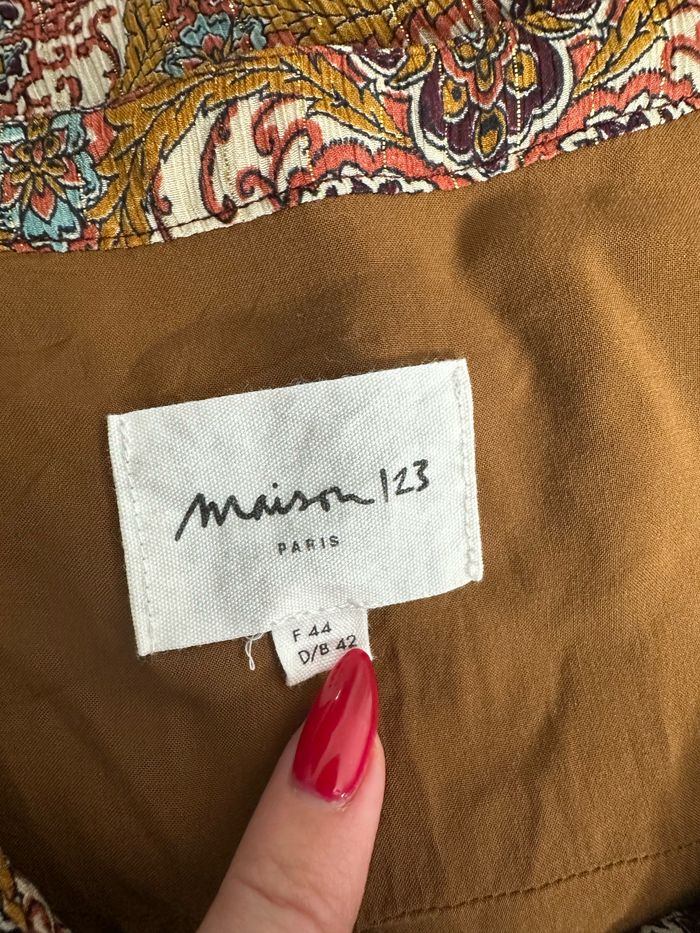 maison 123
PARIS
F 44
D/B 42